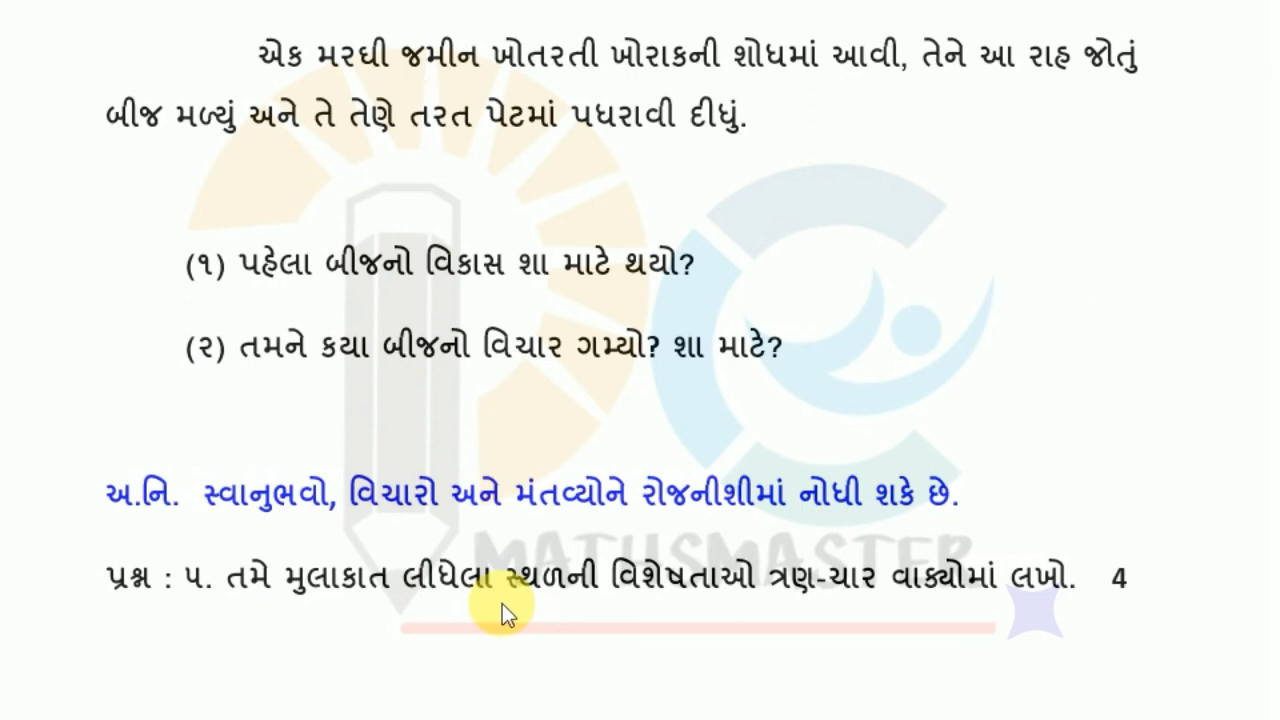 એક મરઘી જમીન ખોતરતી ખોરાકની શોધમાં આવી, તેને આ રાહ જોતું
બીજ મળ્યું અને તે તેણે તરત પેટમાં પધરાવી દીધું.
(૧) પહેલા બીજનો વિકાસ શા માટે થયો?
(૨) તમને કયા બીજનો વિચાર ગમ્યો? શા માટે?
અ.નિ. સ્વાનુભવો, વિચારો અને મંતવ્યોને રોજનીશીમાં નોધી શકે છે.
MATHSMASTER
પ્રશ્ન : ૫. તમે મુલાકાત લીધેલા સ્થળની વિશેષતાઓ ત્રણ-ચાર વાક્યોમાં લખો. 4